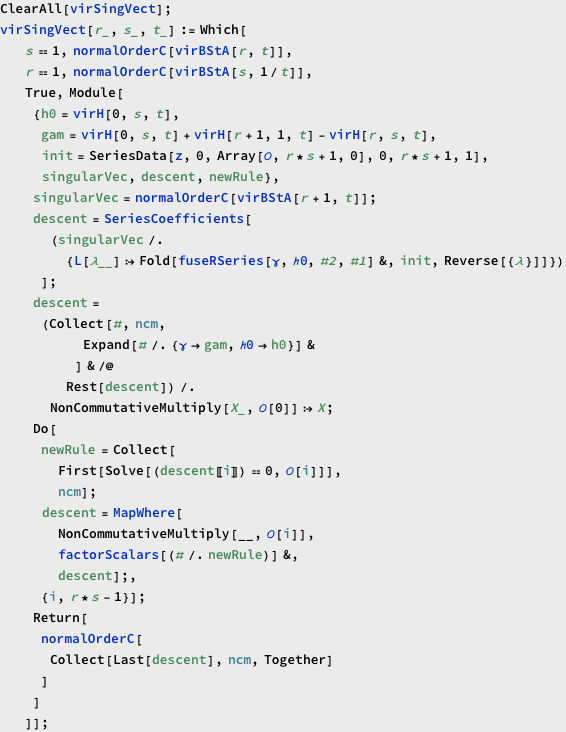 ClearAll[virSingVect];
virSingVect[r_, s_, t_] := Which[
s == 1, normalOrderC[virBStA[r, t]],
r == 1, normalOrderC[virBStA[s, 1 / t]],
True, Module[
{h0 = virH[0, s, t],
gam = virH[0, s, t] + virH[r + 1, 1, t] - virH[r, s, t],
init = SeriesData[z, 0, Array[O, r * s + 1, 0], 0, r * s + 1, 1],
singularVec, descent, newRule},
singularVec = normalOrderC[virBStA[r + 1, t]];
descent = SeriesCoefficients[
(singularVec /.
{L[λ__] :> Fold[fuseRSeries[ɣ, ℎ0, #2, #1] &, init, Reverse[{λ}]]})
];
descent =
(Collect[#, ncm,
Expand[# /. {ɣ → gam, ℎ0 → h0}] &
] & /@
Rest[descent]) /.
NonCommutativeMultiply[X_, O[0]] :> X;
Do[
newRule = Collect[
First[Solve[(descent〚i〛) == 0, O[i]]],
ncm];
descent = MapWhere[
NonCommutativeMultiply[__, O[i]],
factorScalars[(# /. newRule)] &,
descent];,
{i, r * s - 1}];
Return[
normalOrderC[
Collect[Last[descent], ncm, Together]
]
]
]];